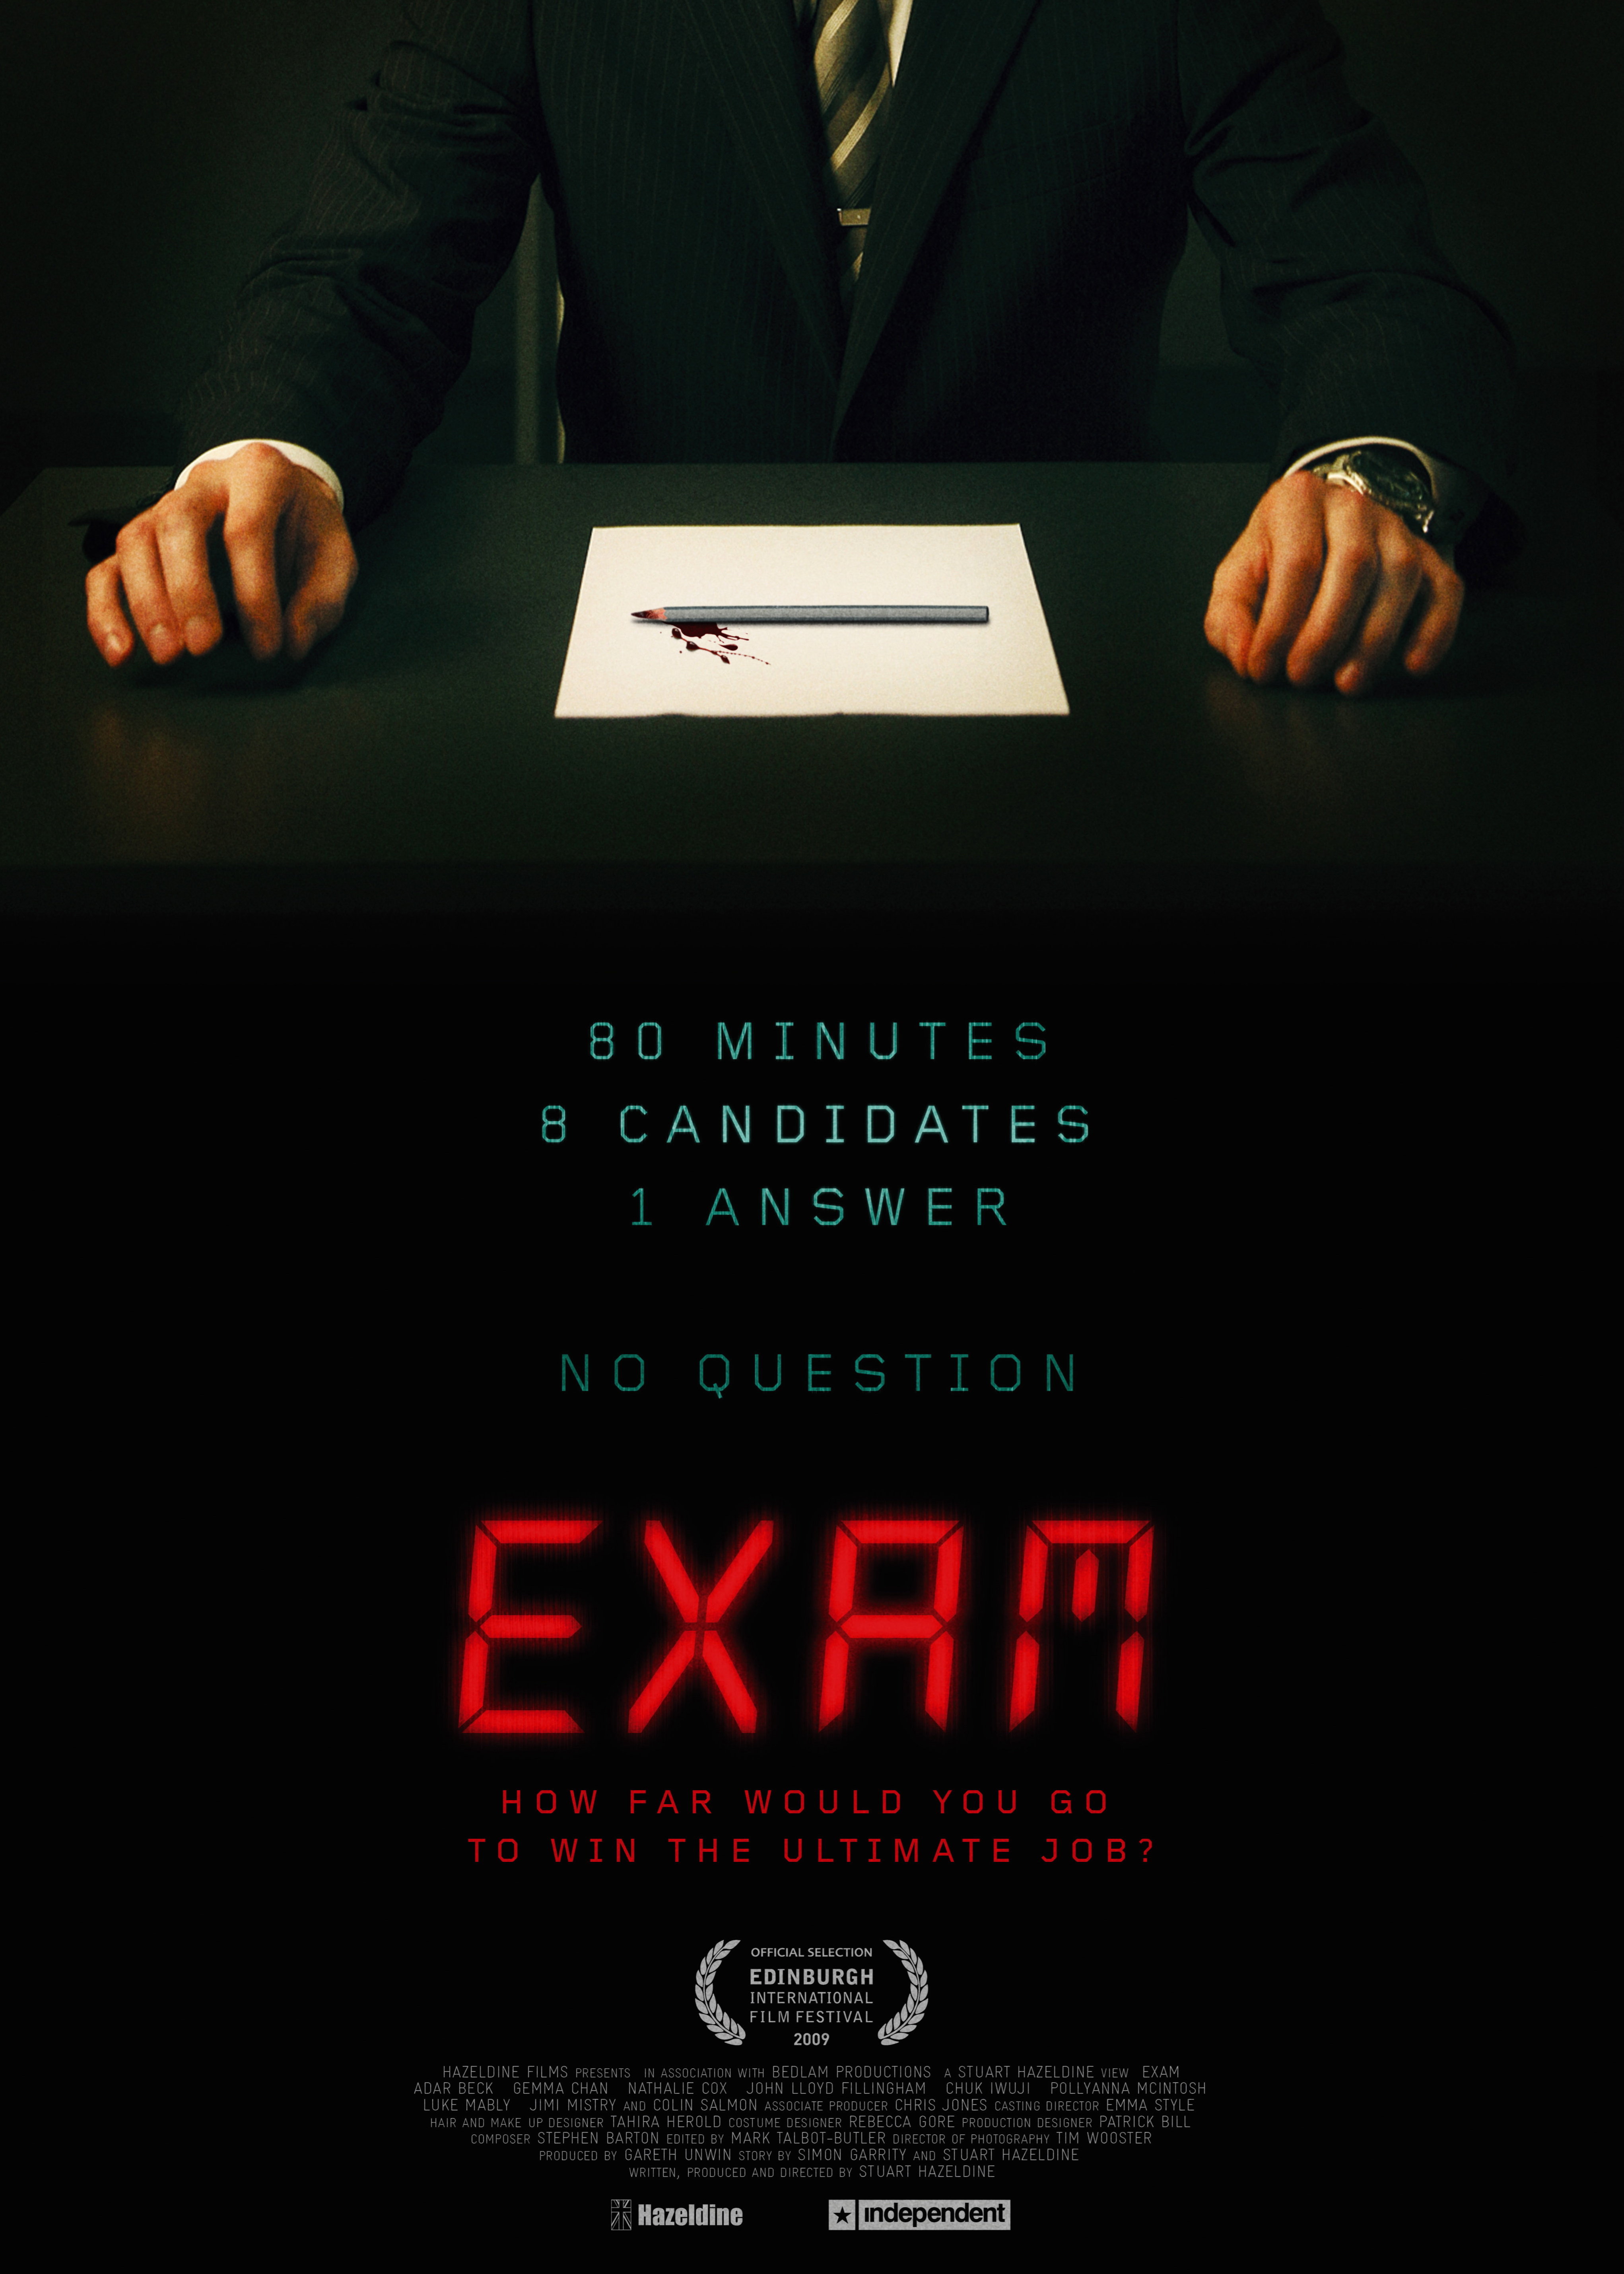 80 MINUTES
8 CANDIDATES
1 ANSWER
NO QUESTION
EXAM
HOW FAR WOULD YOU GO
TO WIN THE ULTIMATE JOB?
OFFICIAL SELECTION
EDINBURGH
INTERNATIONAL
FILM FESTIVAL
2009
HAZELDINE FILMS PRESENTS IN ASSOCIATION WITH BEDLAM PRODUCTIONS A STUART HAZELDINE VIEW EXAM
ADAR BECK GEMMA CHAN NATHALIE COX JOHN LLOYD FILLINGHAM CHUK IWUJI POLLYANNA MCINTOSH
LUKE MABLY JIMI MISTRY AND COLIN SALMON ASSOCIATE PRODUCER CHRIS JONES CASTING DIRECTOR EMMA STYLE
HAIR AND MAKE UP DESIGNER TAHIRA HEROLD COSTUME DESIGNER REBECCA GORE PRODUCTION DESIGNER PATRICK BILL
COMPOSER STEPHEN BARTON EDITED BY MARK TALBOT-BUTLER DIRECTOR OF PHOTOGRAPHY TIM WOOSTER
PRODUCED BY GARETH UNWIN STORY BY SIMON GARRITY AND STUART HAZELDINE
WRITTEN, PRODUCED AND DIRECTED BY STUART HAZELDINE
Hazeldine
independent